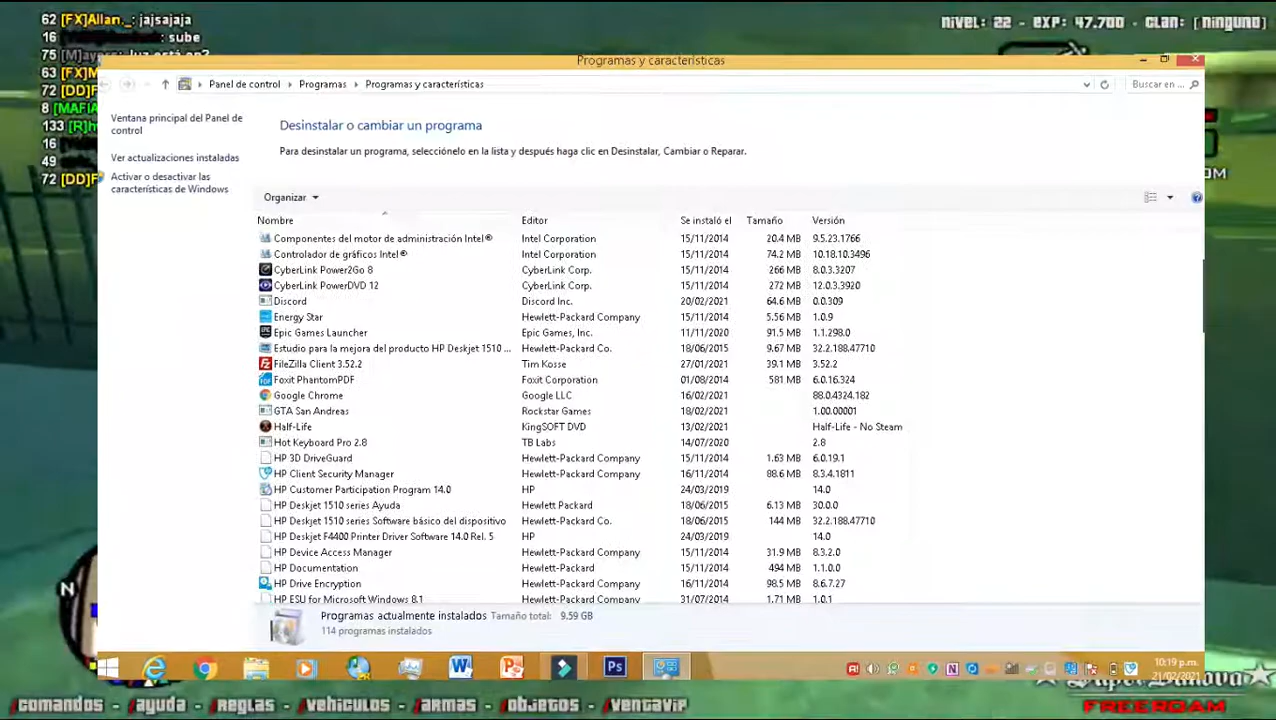 62 [FX]Allan._: jajsajaja
nivel: 22 - EXP: 47.700 - CLAN: [ ninguno]
16 : sube
75 [M]ayer
63 [FX]M
72 [DD]F
8 [MAFIA
133 [R]h
16
49
72 [DD]F
Programas y características
Panel de control Programas Programas y características
Buscar en ...
Ventana principal del Panel de control
Ver actualizaciones instaladas
Activar o desactivar las características de Windows
Desinstalar o cambiar un programa
Para desinstalar un programa, selecciónelo en la lista y después haga clic en Desinstalar, Cambiar o Reparar.
Organizar
Nombre Editor Se instaló el Tamaño Versión
Componentes del motor de administración Intel® Intel Corporation 15/11/2014 20.4 MB 9.5.23.1766
Controlador de gráficos Intel® Intel Corporation 15/11/2014 74.2 MB 10.18.10.3496
CyberLink Power2Go 8 CyberLink Corp. 15/11/2014 266 MB 8.0.3.3207
CyberLink PowerDVD 12 CyberLink Corp. 15/11/2014 272 MB 12.0.3.3920
Discord Discord Inc. 20/02/2021 64.6 MB 0.0.309
Energy Star Hewlett-Packard Company 15/11/2014 5.56 MB 1.0.9
Epic Games Launcher Epic Games, Inc. 11/11/2020 91.5 MB 1.1.298.0
Estudio para la mejora del producto HP Deskjet 1510 ... Hewlett-Packard Co. 18/06/2015 9.67 MB 32.2.188.47710
FileZilla Client 3.52.2 Tim Kosse 27/01/2021 39.1 MB 3.52.2
Foxit PhantomPDF Foxit Corporation 01/08/2014 581 MB 6.0.16.324
Google Chrome Google LLC 16/02/2021 88.0.4324.182
GTA San Andreas Rockstar Games 18/02/2021 1.00.00001
Half-Life KingSOFT DVD 13/02/2021 Half-Life - No Steam
Hot Keyboard Pro 2.8 TB Labs 14/07/2020 2.8
HP 3D DriveGuard Hewlett-Packard Company 15/11/2014 1.63 MB 6.0.19.1
HP Client Security Manager Hewlett-Packard Company 16/11/2014 88.6 MB 8.3.4.1811
HP Customer Participation Program 14.0 HP 24/03/2019 14.0
HP Deskjet 1510 series Ayuda Hewlett Packard 18/06/2015 6.13 MB 30.0.0
HP Deskjet 1510 series Software básico del dispositivo Hewlett-Packard Co. 18/06/2015 144 MB 32.2.188.47710
HP Deskjet F4400 Printer Driver Software 14.0 Rel. 5 HP 24/03/2019 14.0
HP Device Access Manager Hewlett-Packard Company 15/11/2014 31.9 MB 8.3.2.0
HP Documentation Hewlett-Packard 15/11/2014 494 MB 1.1.0.0
HP Drive Encryption Hewlett-Packard Company 16/11/2014 98.5 MB 8.6.7.27
HP ESU for Microsoft Windows 8.1 Hewlett-Packard Company 31/07/2014 1.71 MB 1.0.1
Programas actualmente instalados Tamaño total: 9.59 GB
114 programas instalados
N
10:19 p.m.
21/02/2021
SuperNova
FREEROAM
/comandos - /ayuda - /reglas - /vehiculos - /armas - /objetos - /ventavip